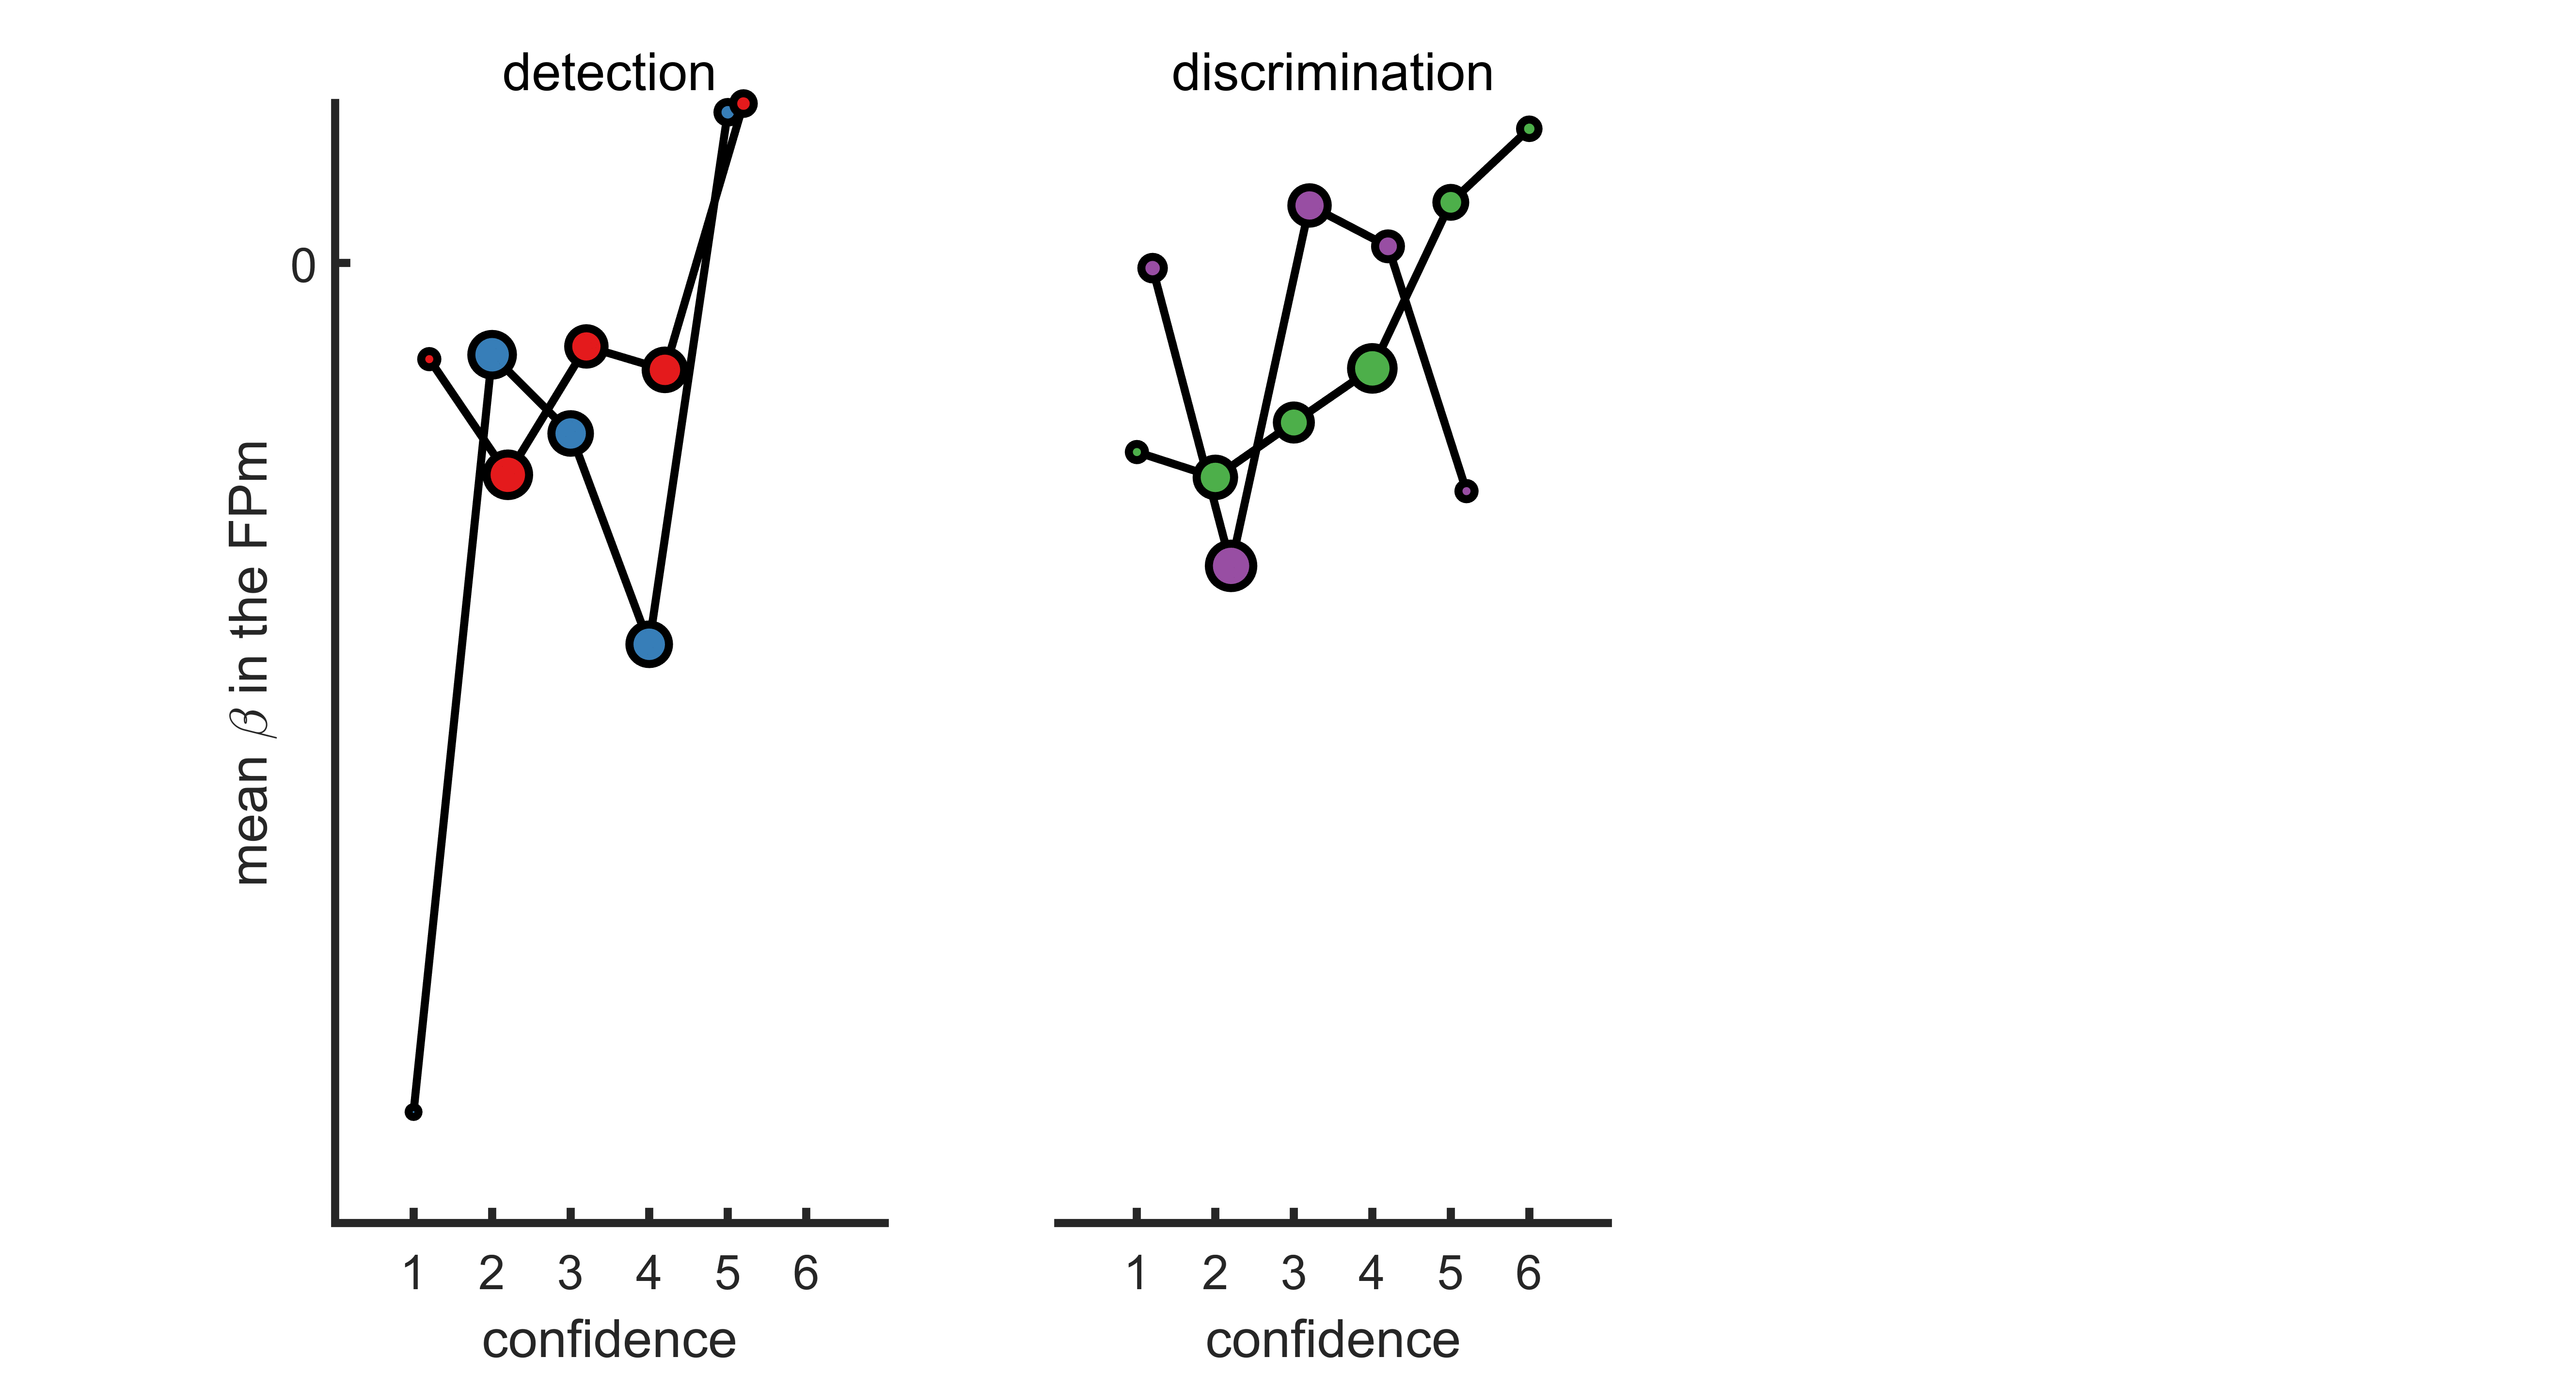 detection
discrimination
0
mean β in the FPm
1 2 3 4 5 6
1 2 3 4 5 6
confidence
confidence